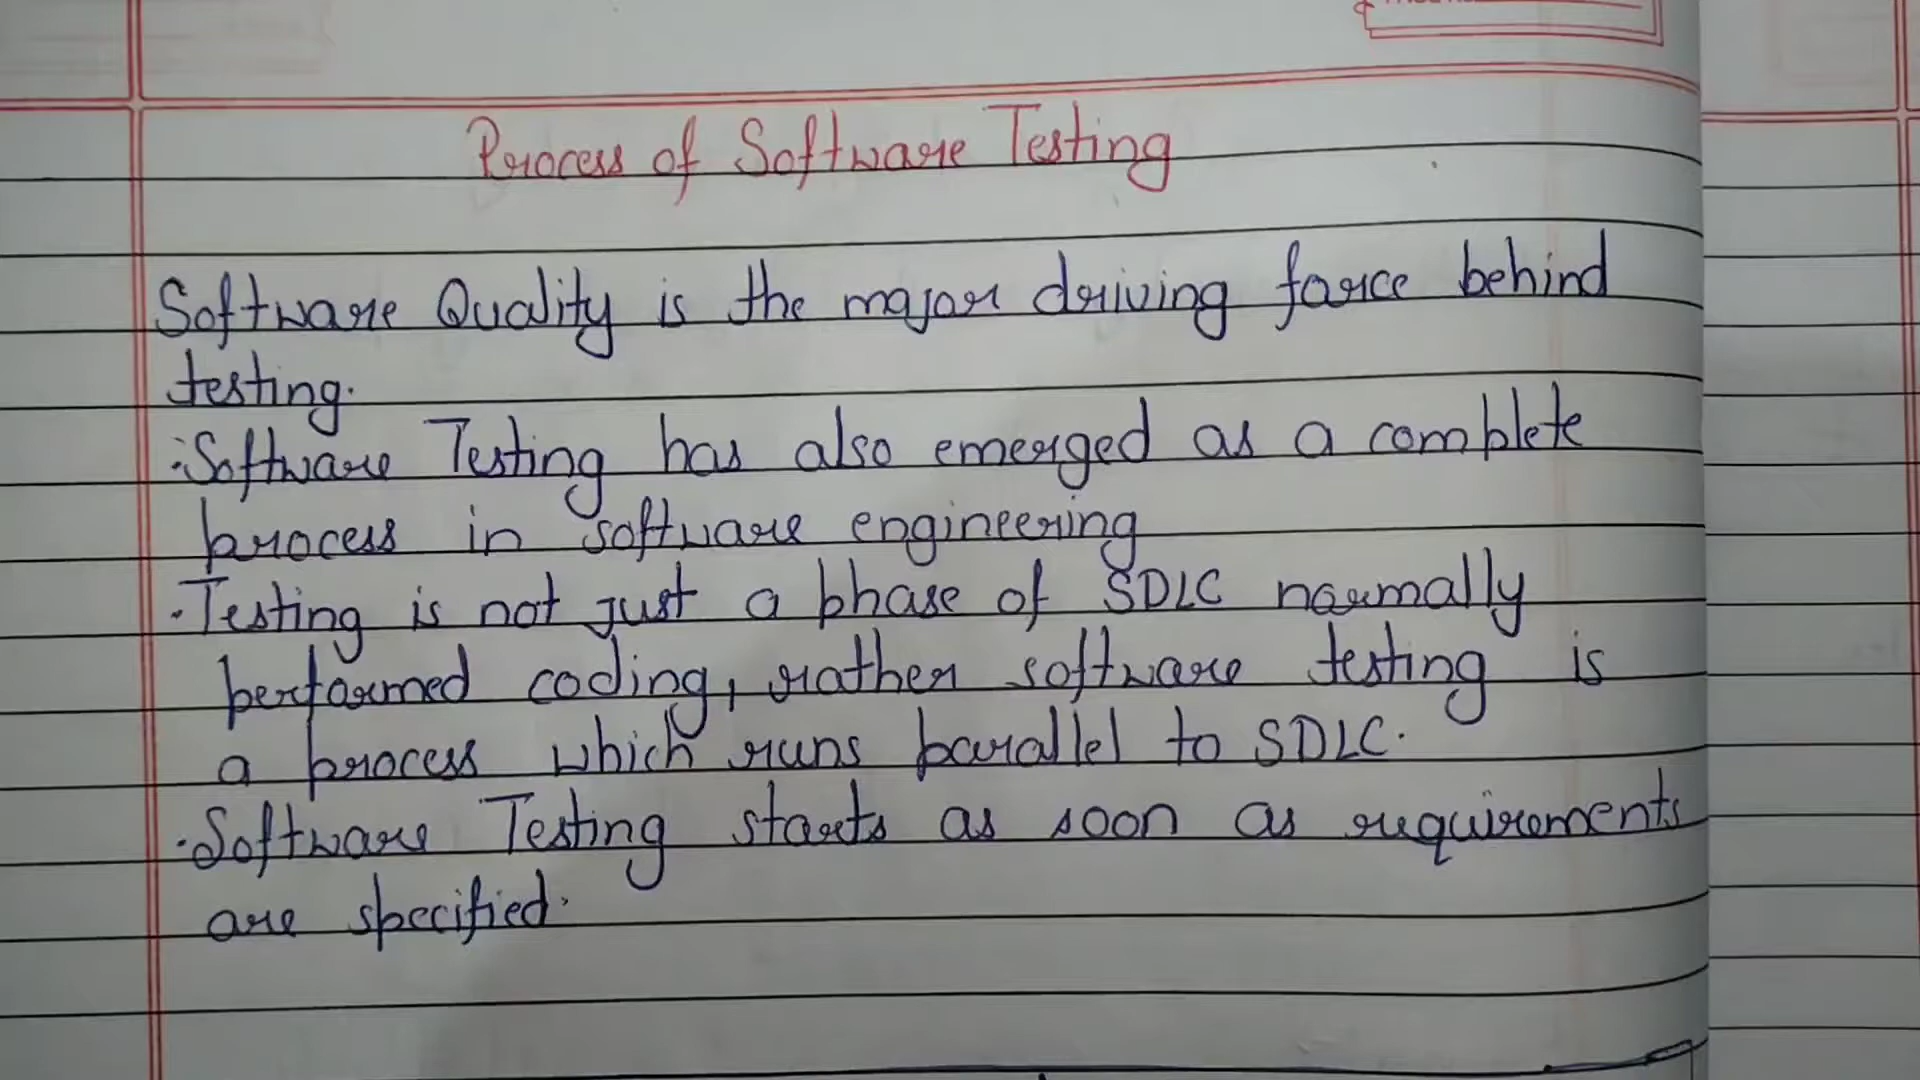 Process of Software Testing
Software Quality is the major driving force behind
testing.
·Software Testing has also emerged as a complete
process in software engineering
·Testing is not just a phase of SDLC normally
performed coding, rather software testing is
a process which runs parallel to SDLC.
·Software Testing starts as soon as requirements
are specified.